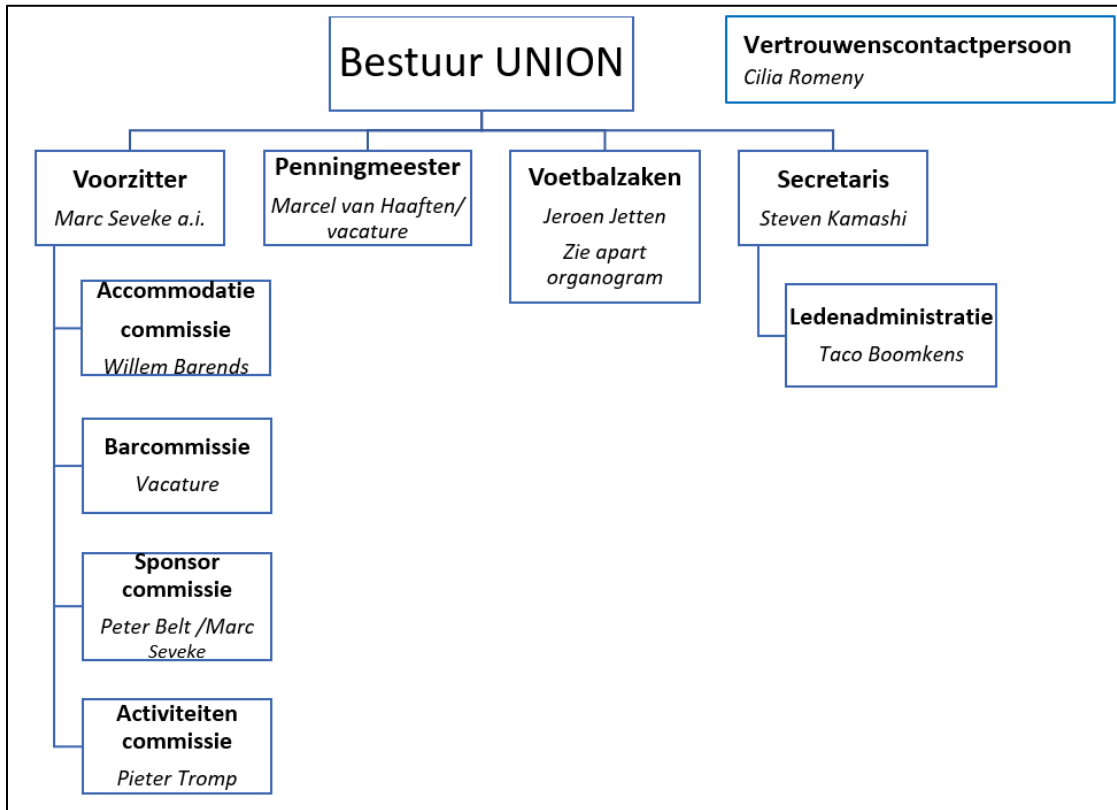 Bestuur UNION
Vertrouwenscontactpersoon
Cilia Romeny
Voorzitter
Marc Seveke a.i.
Penningmeester
Marcel van Haaften/
vacature
Voetbalzaken
Jeroen Jetten
Zie apart
organogram
Secretaris
Steven Kamashi
Accommodatie
commissie
Willem Barends
Ledenadministratie
Taco Boomkens
Barcommissie
Vacature
Sponsor
commissie
Peter Belt /Marc
Seveke
Activiteiten
commissie
Pieter Tromp